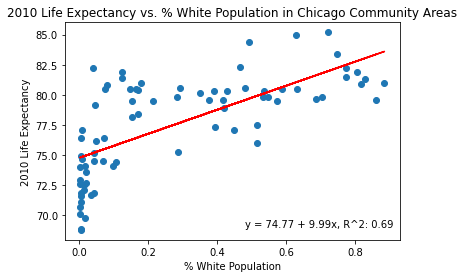 2010 Life Expectancy vs. % White Population in Chicago Community Areas
85.0
82.5
80.0
77.5
75.0
72.5
70.0
2010 Life Expectancy
y = 74.77 + 9.99x, R^2: 0.69
0.0 0.2 0.4 0.6 0.8
% White Population